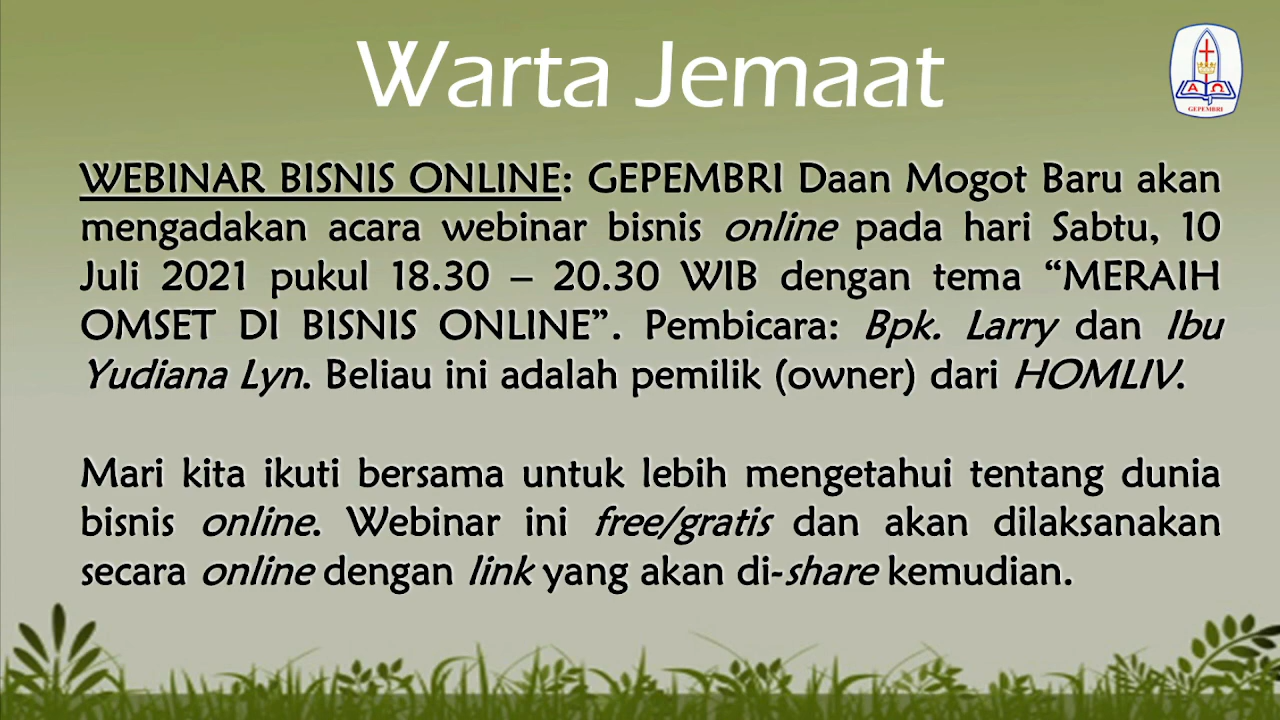 Warta Jemaat
Α Ω
GEPEMBRI
WEBINAR BISNIS ONLINE: GEPEMBRI Daan Mogot Baru akan
mengadakan acara webinar bisnis online pada hari Sabtu, 10
Juli 2021 pukul 18.30 – 20.30 WIB dengan tema “MERAIH
OMSET DI BISNIS ONLINE”. Pembicara: Bpk. Larry dan Ibu
Yudiana Lyn. Beliau ini adalah pemilik (owner) dari HOMLIV.
Mari kita ikuti bersama untuk lebih mengetahui tentang dunia
bisnis online. Webinar ini free/gratis dan akan dilaksanakan
secara online dengan link yang akan di-share kemudian.